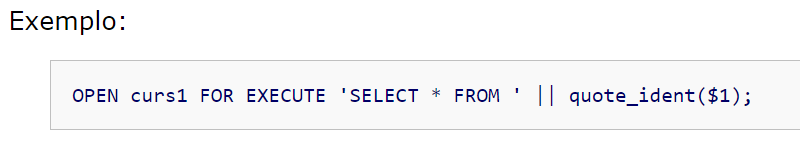 Exemplo:
OPEN curs1 FOR EXECUTE 'SELECT * FROM ' || quote_ident($1);